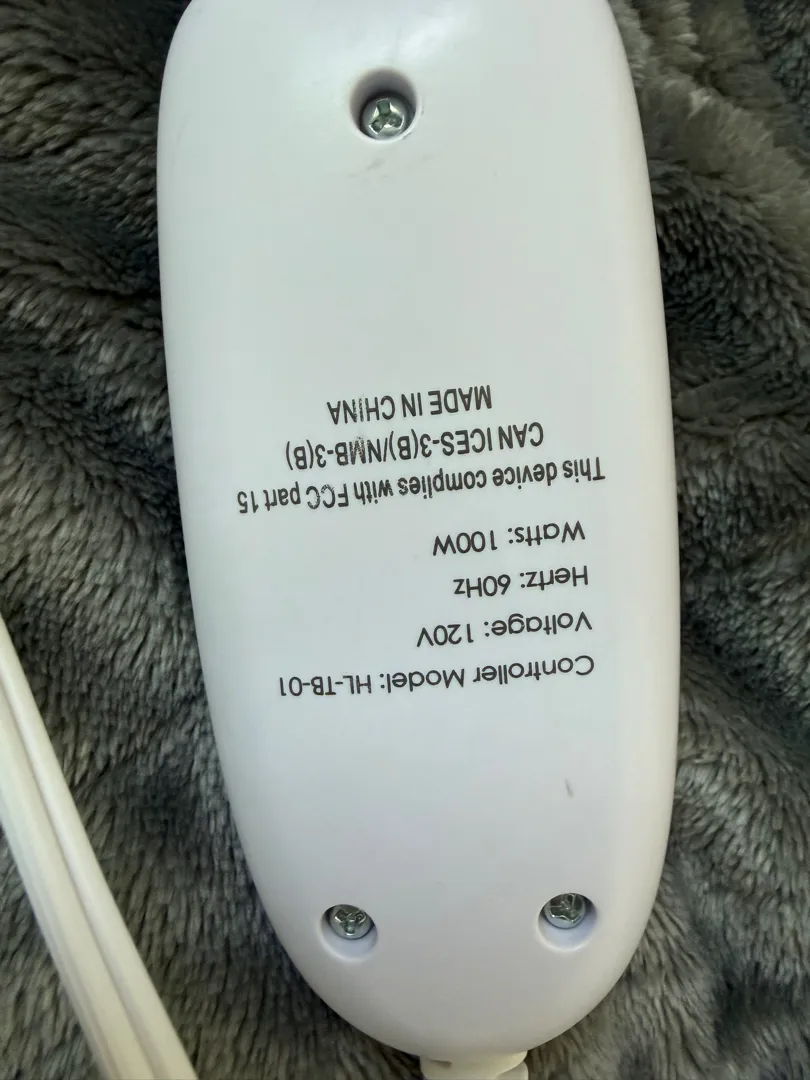 Controller Model: HL-TB-01
Voltage: 120V
Hertz: 60Hz
Watts: 100W
This device complies with FCC part 15
CAN ICES-3(B)/NMB-3(B)
MADE IN CHINA